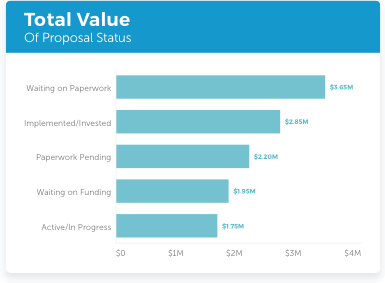 Total Value
Of Proposal Status
Waiting on Paperwork $3.65M
Implemented/Invested $2.85M
Paperwork Pending $2.20M
Waiting on Funding $1.95M
Active/In Progress $1.75M
$0 $1M $2M $3M $4M